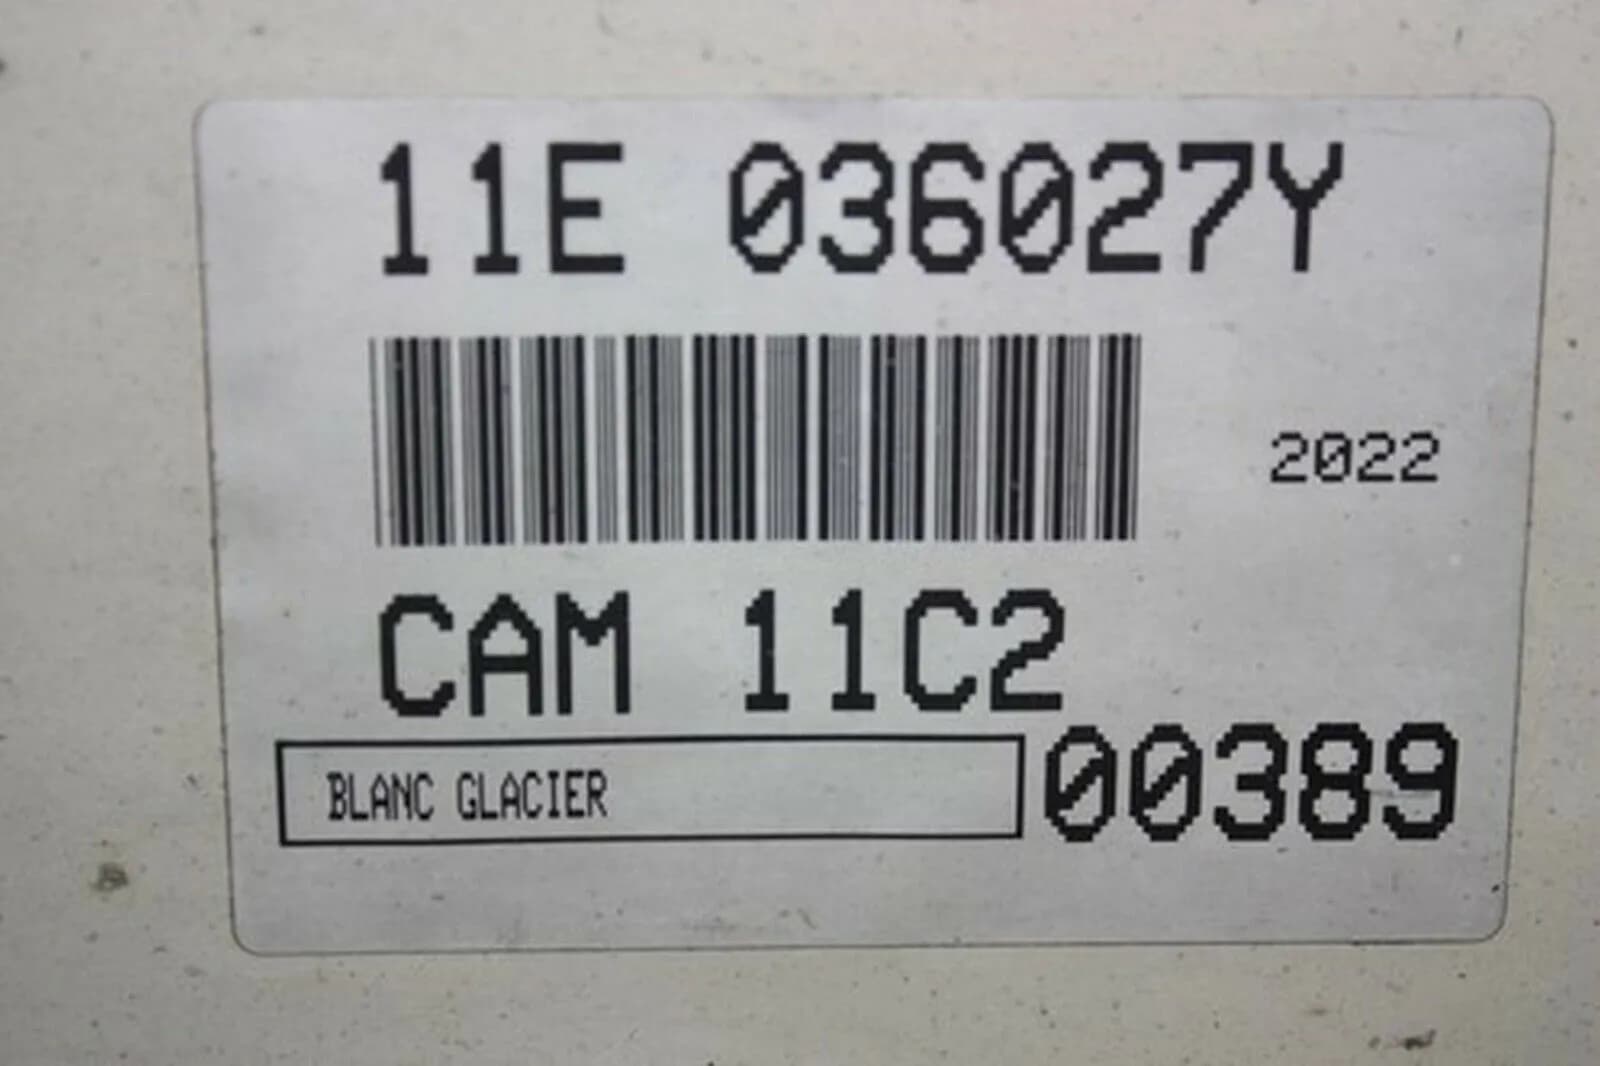 11E 036027Y
2022
CAM 11C2
BLANC GLACIER
00389